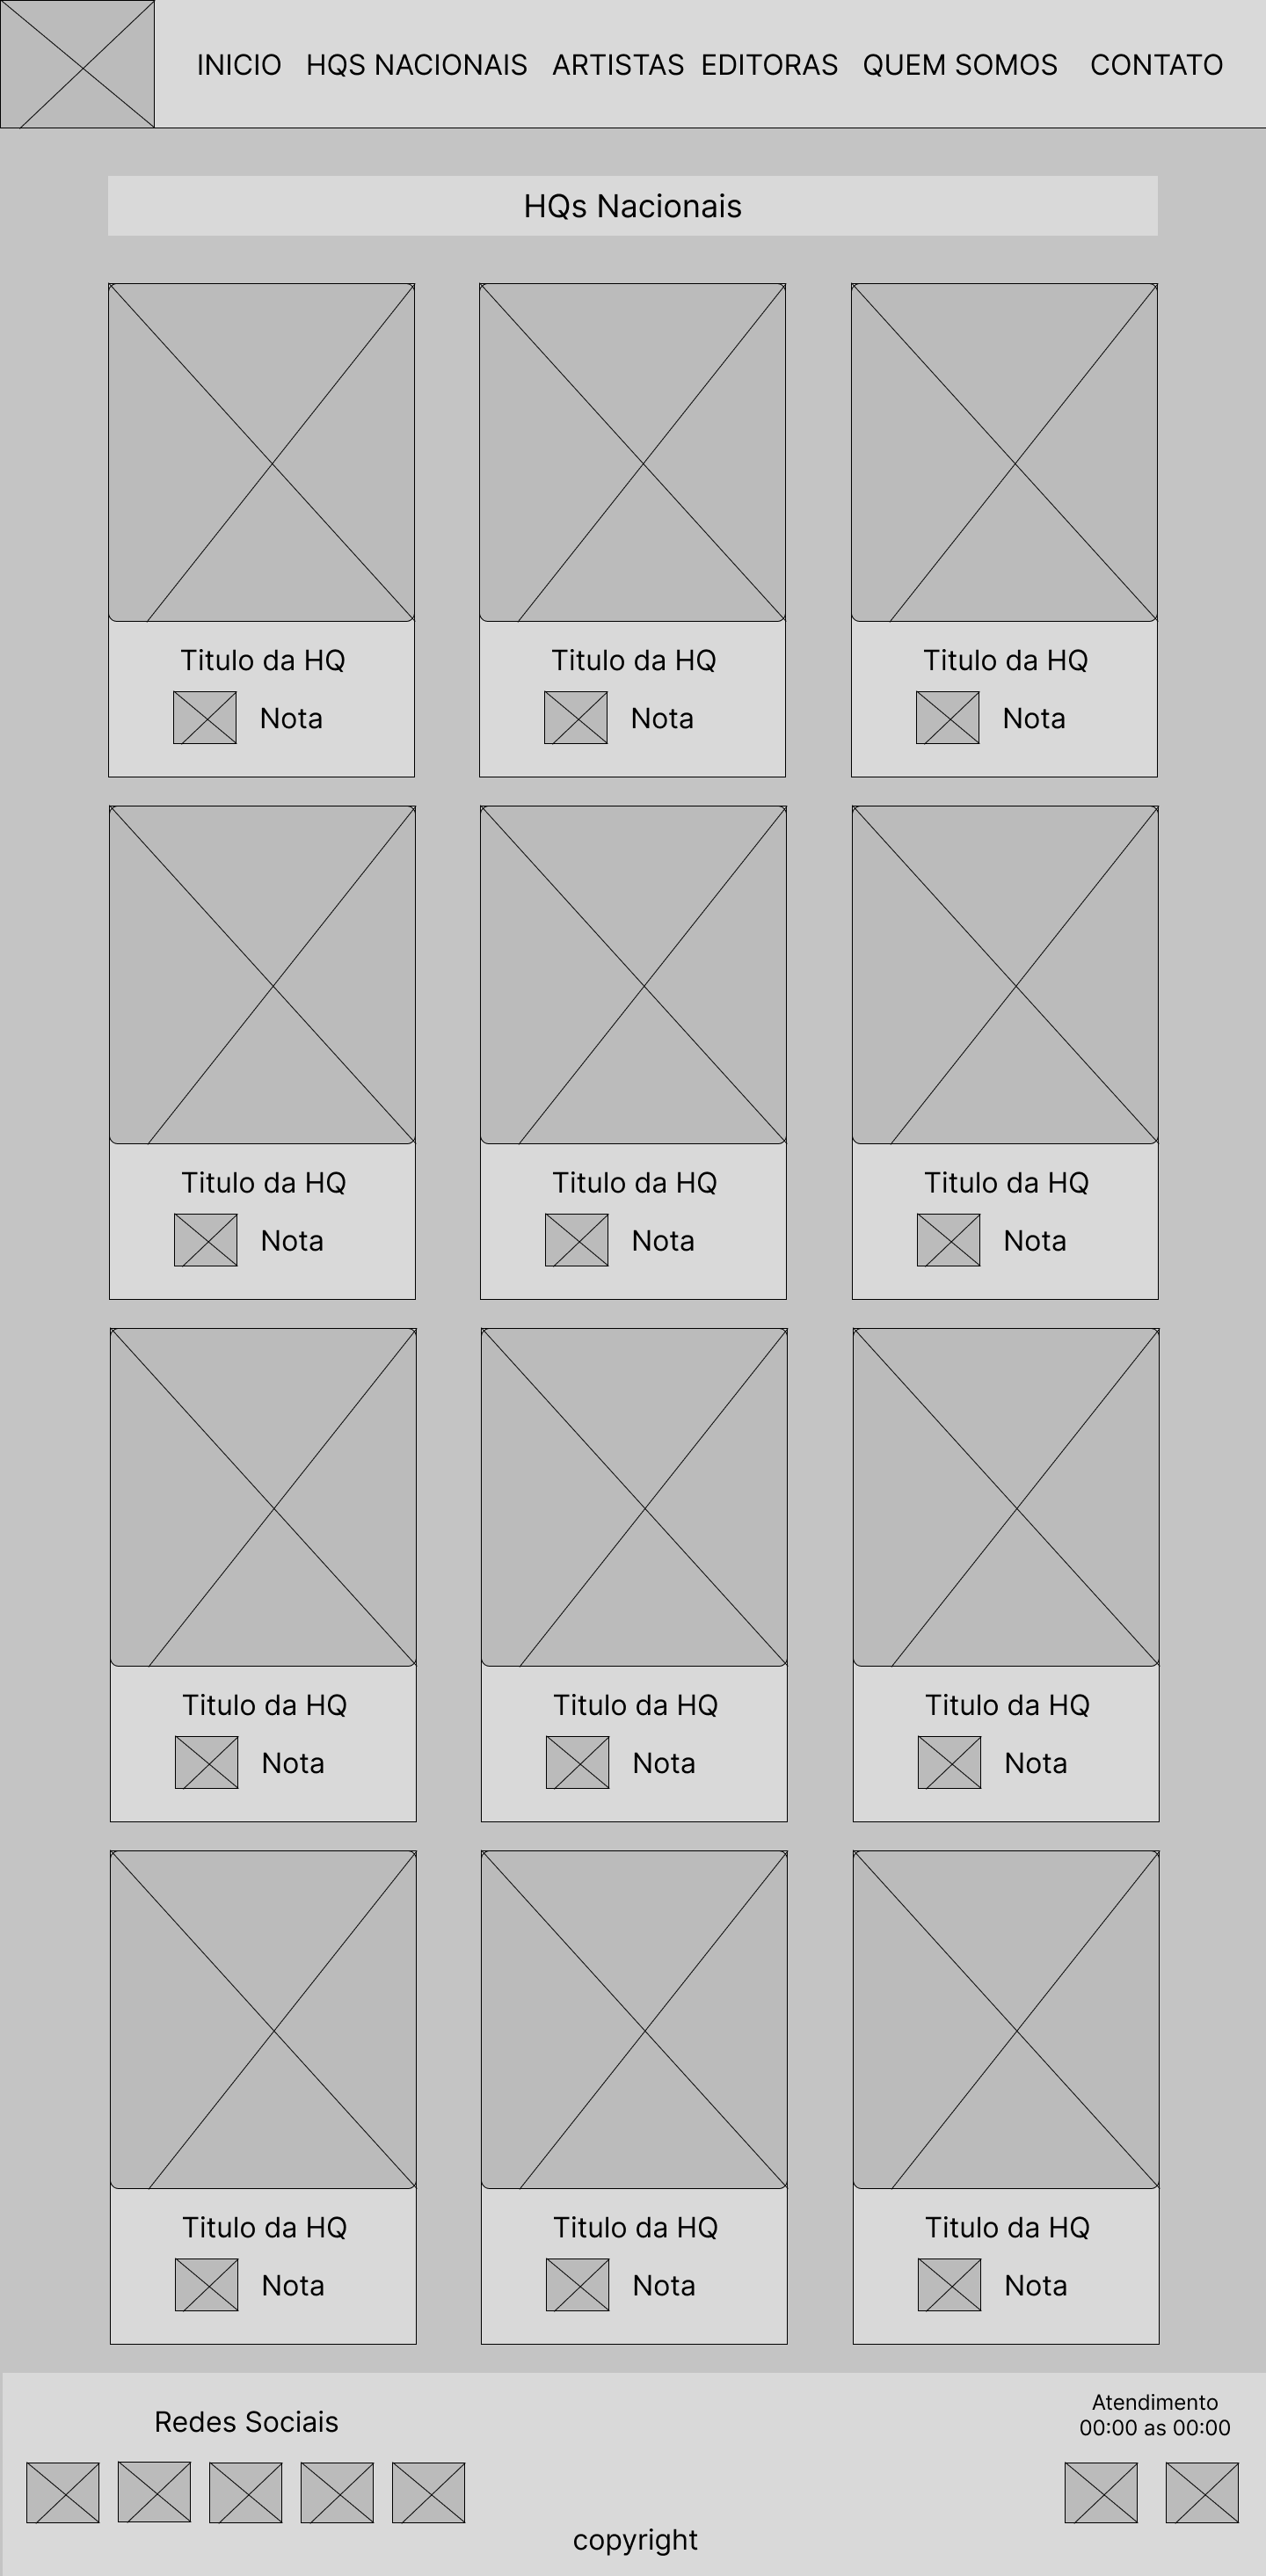 INICIO HQS NACIONAIS ARTISTAS EDITORAS QUEM SOMOS CONTATO
HQs Nacionais
Titulo da HQ Titulo da HQ Titulo da HQ
Nota Nota Nota
Titulo da HQ Titulo da HQ Titulo da HQ
Nota Nota Nota
Titulo da HQ Titulo da HQ Titulo da HQ
Nota Nota Nota
Titulo da HQ Titulo da HQ Titulo da HQ
Nota Nota Nota
Redes Sociais
Atendimento
00:00 as 00:00
copyright